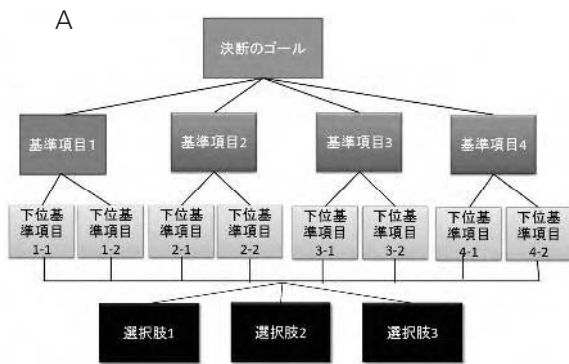 A
決断のゴール
基準項目1
基準項目2
基準項目3
基準項目4
下位基
準項目
1-1
下位基
準項目
1-2
下位基
準項目
2-1
下位基
準項目
2-2
下位基
準項目
3-1
下位基
準項目
3-2
下位基
準項目
4-1
下位基
準項目
4-2
選択肢1
選択肢2
選択肢3